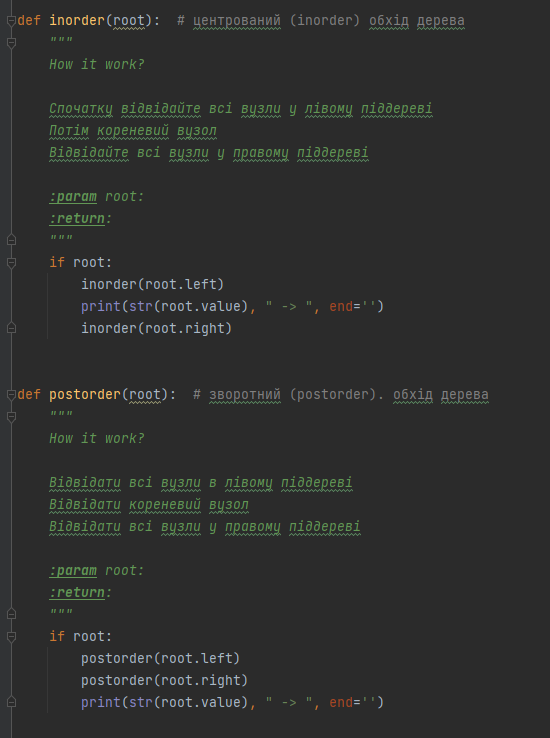 def inorder(root):  # центрований (inorder) обхід дерева
    """
    How it work?

    Спочатку відвідайте всі вузли у лівому піддереві
    Потім кореневий вузол
    Відвідайте всі вузли у правому піддереві

    :param root:
    :return:
    """
    if root:
        inorder(root.left)
        print(str(root.value), " -> ", end='')
        inorder(root.right)


def postorder(root):  # зворотний (postorder). обхід дерева
    """
    How it work?

    Відвідати всі вузли в лівому піддереві
    Відвідати кореневий вузол
    Відвідати всі вузли у правому піддереві

    :param root:
    :return:
    """
    if root:
        postorder(root.left)
        postorder(root.right)
        print(str(root.value), " -> ", end='')